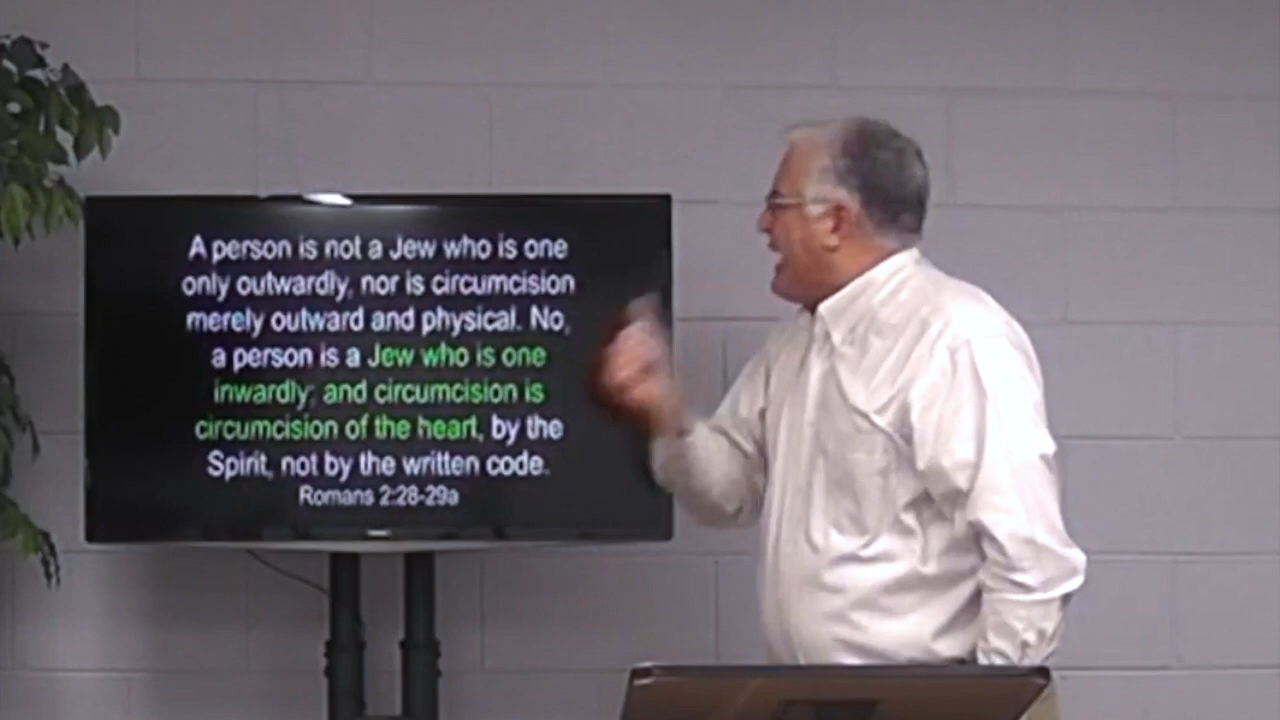 A person is not a Jew who is one
only outwardly, nor is circumcision
merely outward and physical. No,
a person is a Jew who is one
inwardly; and circumcision is
circumcision of the heart, by the
Spirit, not by the written code.
Romans 2:28-29a